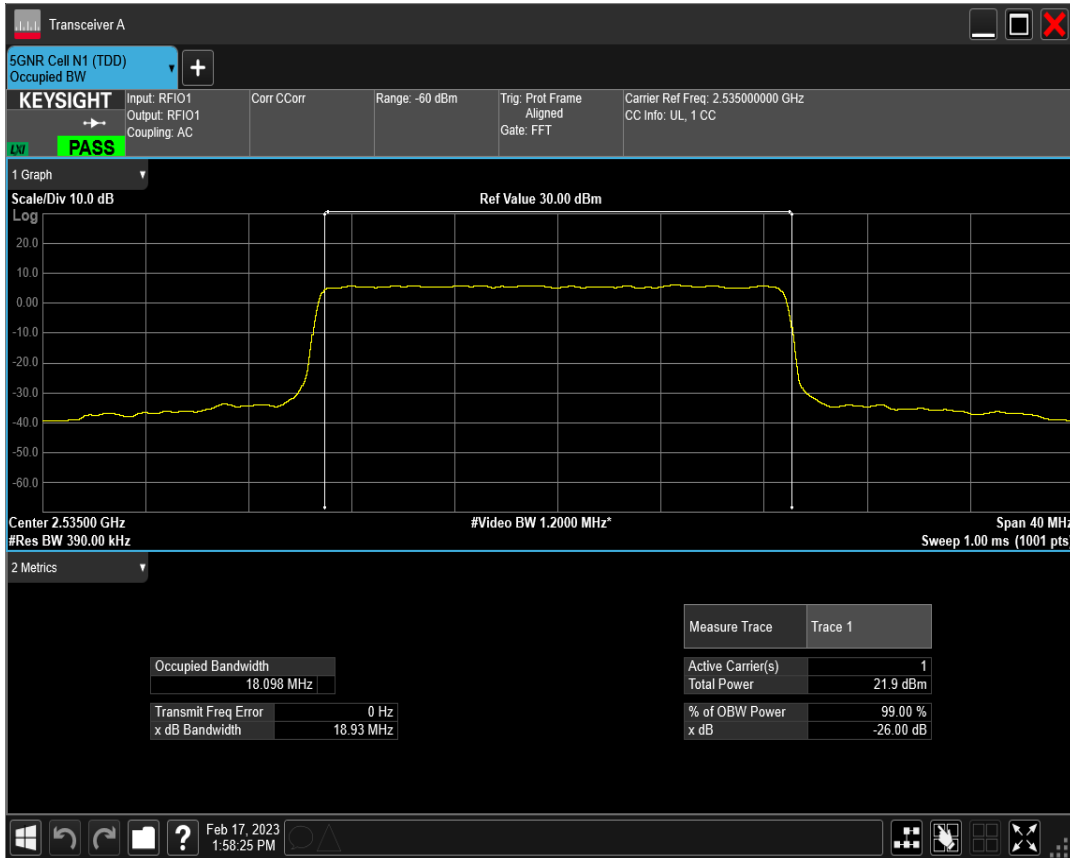 Transceiver A
5GNR Cell N1 (TDD)
Occupied BW
+
KEYSIGHT
LXI
PASS
Input: RFIO1
Output: RFIO1
Coupling: AC
Corr CCorr
Range: -60 dBm
Trig: Prot Frame
Aligned
Gate: FFT
Carrier Ref Freq: 2.535000000 GHz
CC Info: UL, 1 CC
1 Graph
Scale/Div 10.0 dB
Ref Value 30.00 dBm
Log
20.0
10.0
0.00
-10.0
-20.0
-30.0
-40.0
-50.0
-60.0
Center 2.53500 GHz
#Video BW 1.2000 MHz*
Span 40 MHz
#Res BW 390.00 kHz
Sweep 1.00 ms (1001 pts)
2 Metrics
Measure Trace Trace 1
Occupied Bandwidth
18.098 MHz
Active Carrier(s) 1
Total Power 21.9 dBm
Transmit Freq Error 0 Hz
x dB Bandwidth 18.93 MHz
% of OBW Power 99.00 %
x dB -26.00 dB
?
Feb 17, 2023
1:58:25 PM